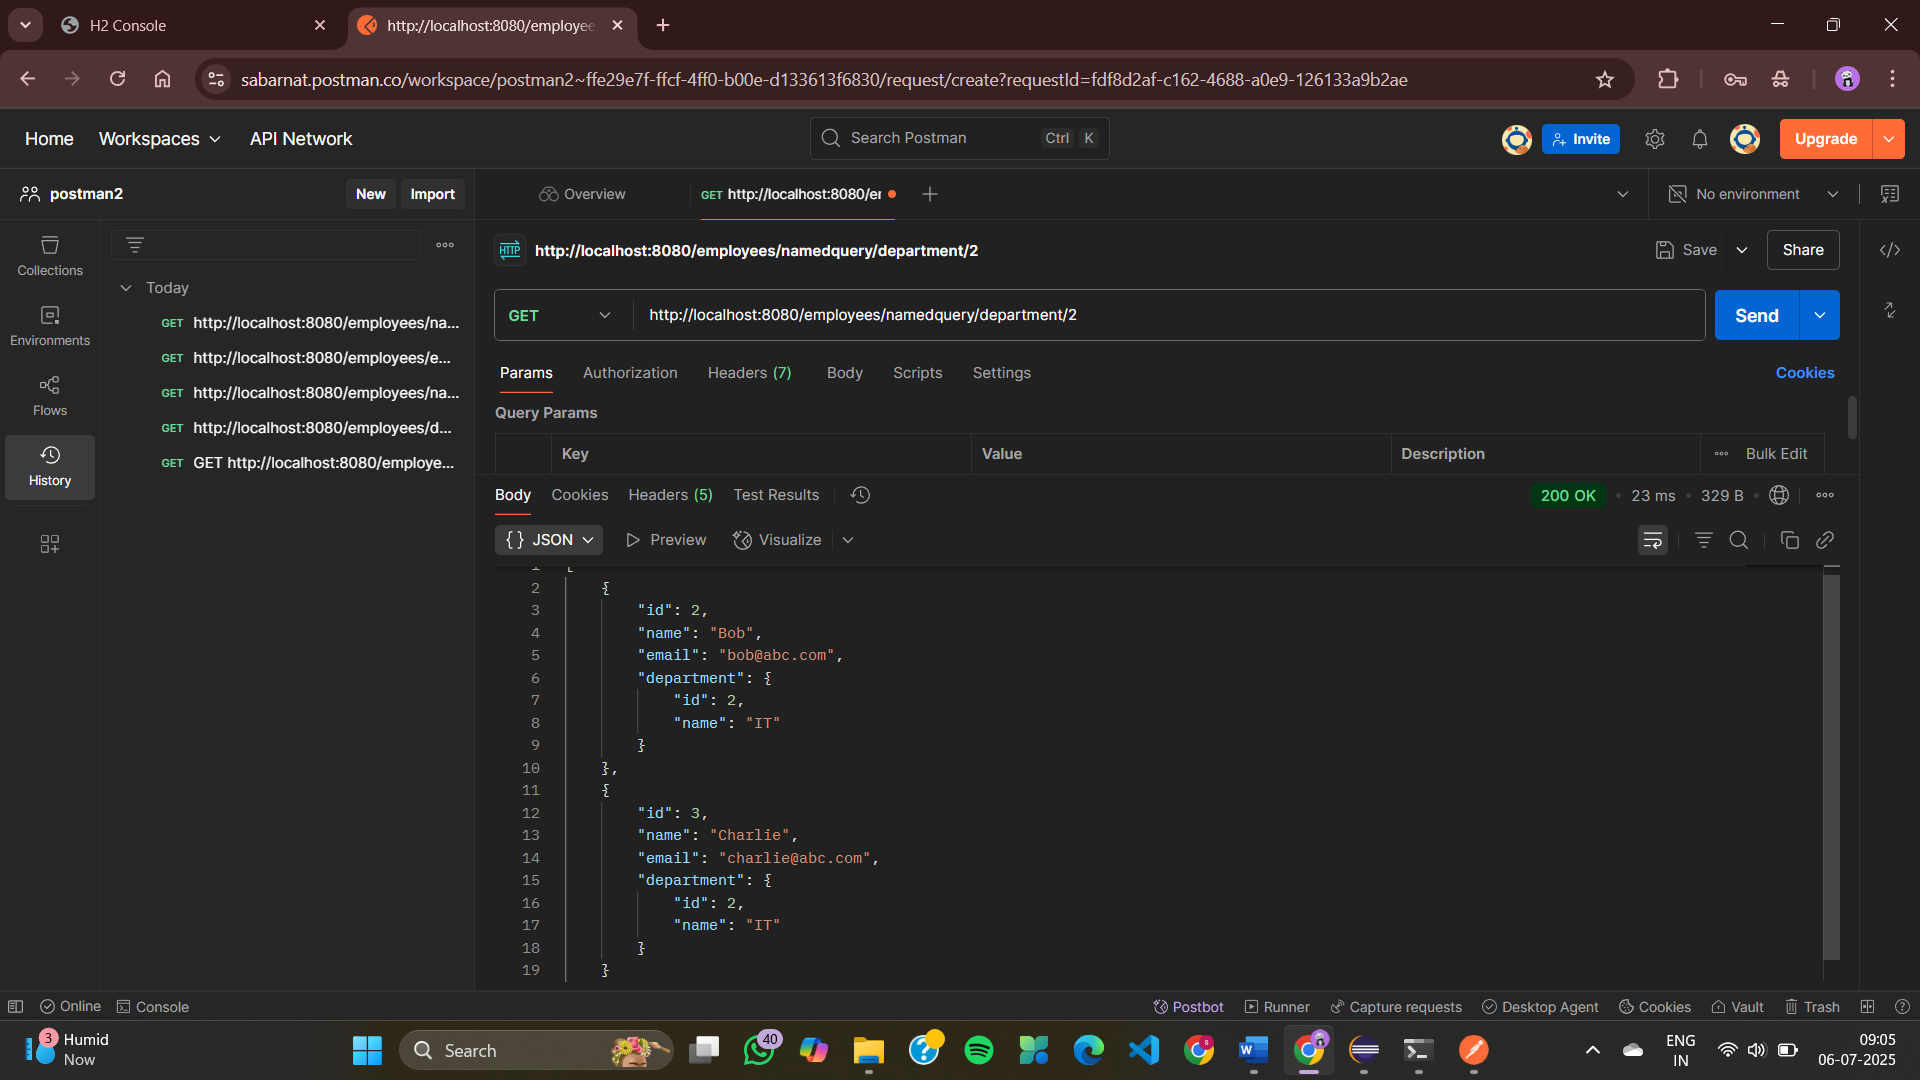 H2 Console
http://localhost:8080/employee
sabarnat.postman.co/workspace/postman2~ffe29e7f-ffcf-4ff0-b00e-d133613f6830/request/create?requestId=fdf8d2af-c162-4688-a0e9-126133a9b2ae
Home Workspaces API Network
Search Postman Ctrl K
Invite Upgrade
postman2 New Import
Overview GET http://localhost:8080/er
No environment
Collections
Environments
Flows
History
Today
GET http://localhost:8080/employees/na...
GET http://localhost:8080/employees/e...
GET http://localhost:8080/employees/na...
GET http://localhost:8080/employees/d...
GET GET http://localhost:8080/employe...
HTTP http://localhost:8080/employees/namedquery/department/2
Save Share
GET http://localhost:8080/employees/namedquery/department/2 Send
Params Authorization Headers (7) Body Scripts Settings Cookies
Query Params
Key Value Description Bulk Edit
Body Cookies Headers (5) Test Results
200 OK • 23 ms • 329 B
{} JSON Preview Visualize
1 [
2 {
3 "id": 2,
4 "name": "Bob",
5 "email": "bob@abc.com",
6 "department": {
7 "id": 2,
8 "name": "IT"
9 }
10 },
11 {
12 "id": 3,
13 "name": "Charlie",
14 "email": "charlie@abc.com",
15 "department": {
16 "id": 2,
17 "name": "IT"
18 }
19 }
Online Console
Postbot Runner Capture requests Desktop Agent Cookies Vault Trash
3 Humid
Now
Search
40
8
ENG
IN
09:05
06-07-2025